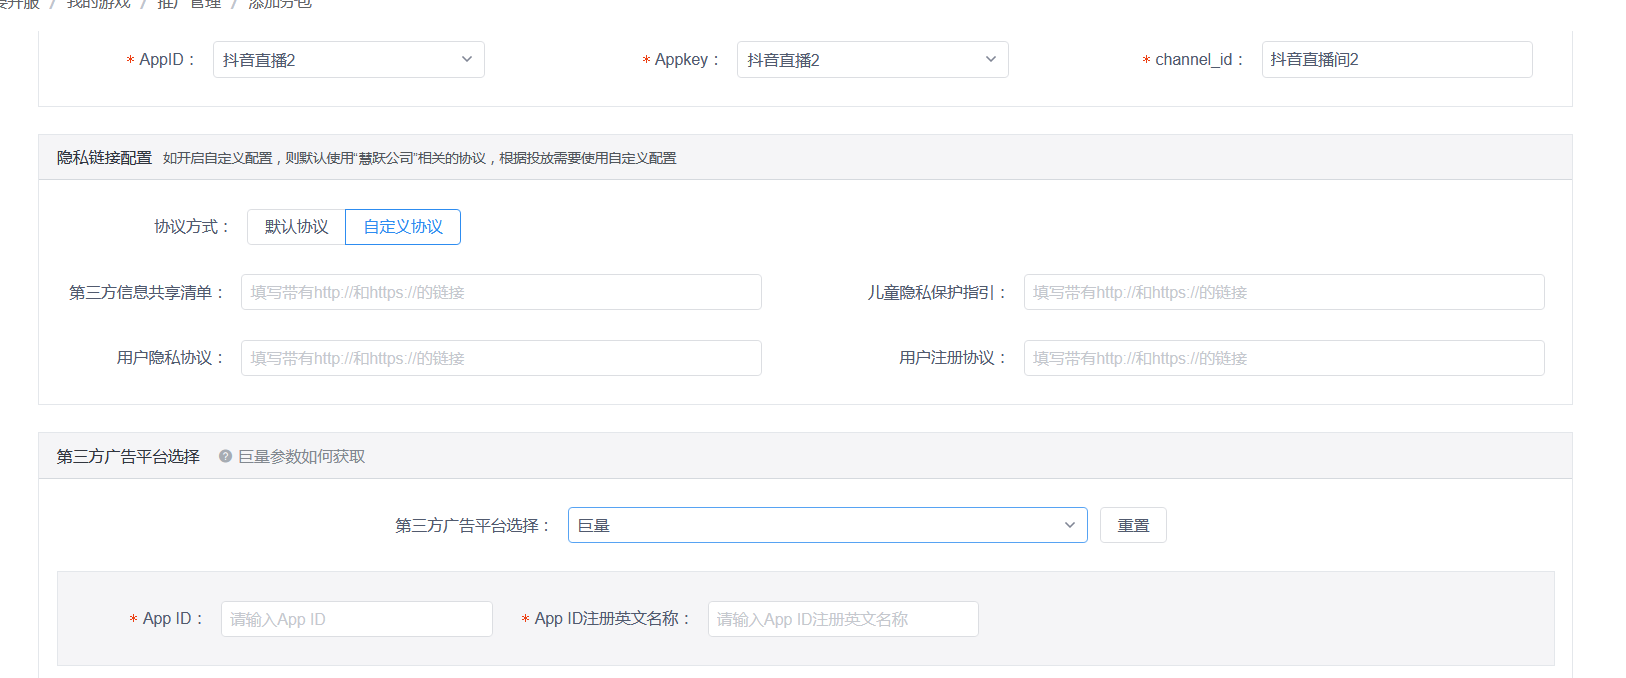 要开服 / 我的游戏 / 推广管理 / 添加分包
* AppID： 抖音直播2 * Appkey： 抖音直播2 * channel_id： 抖音直播间2
隐私链接配置 如开启自定义配置，则默认使用“慧跃公司”相关的协议，根据投放需要使用自定义配置
协议方式： 默认协议 自定义协议
第三方信息共享清单： 填写带有http://和https://的链接 儿童隐私保护指引： 填写带有http://和https://的链接
用户隐私协议： 填写带有http://和https://的链接 用户注册协议： 填写带有http://和https://的链接
第三方广告平台选择 ? 巨量参数如何获取
第三方广告平台选择： 巨量 重置
* App ID： 请输入App ID * App ID注册英文名称： 请输入App ID注册英文名称